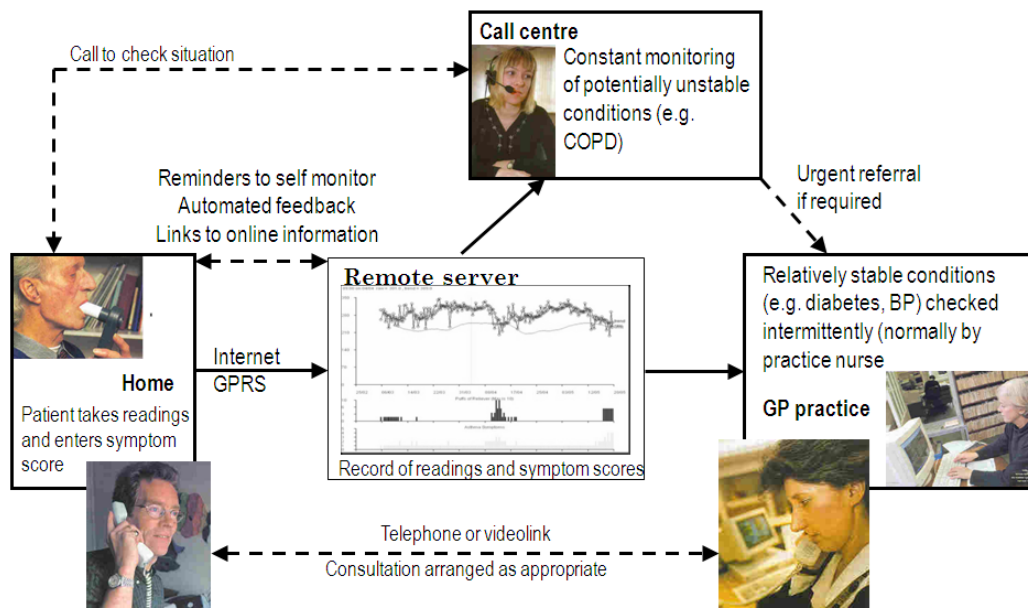 Call centre
Constant monitoring
of potentially unstable
conditions (e.g.
COPD)
Call to check situation
Reminders to self monitor
Automated feedback
Links to online information
Urgent referral
if required
Remote server
Record of readings and symptom scores
Internet
GPRS
Home
Patient takes readings
and enters symptom
score
Relatively stable conditions
(e.g. diabetes, BP) checked
intermittently (normally by
practice nurse
GP practice
Telephone or videolink
Consultation arranged as appropriate